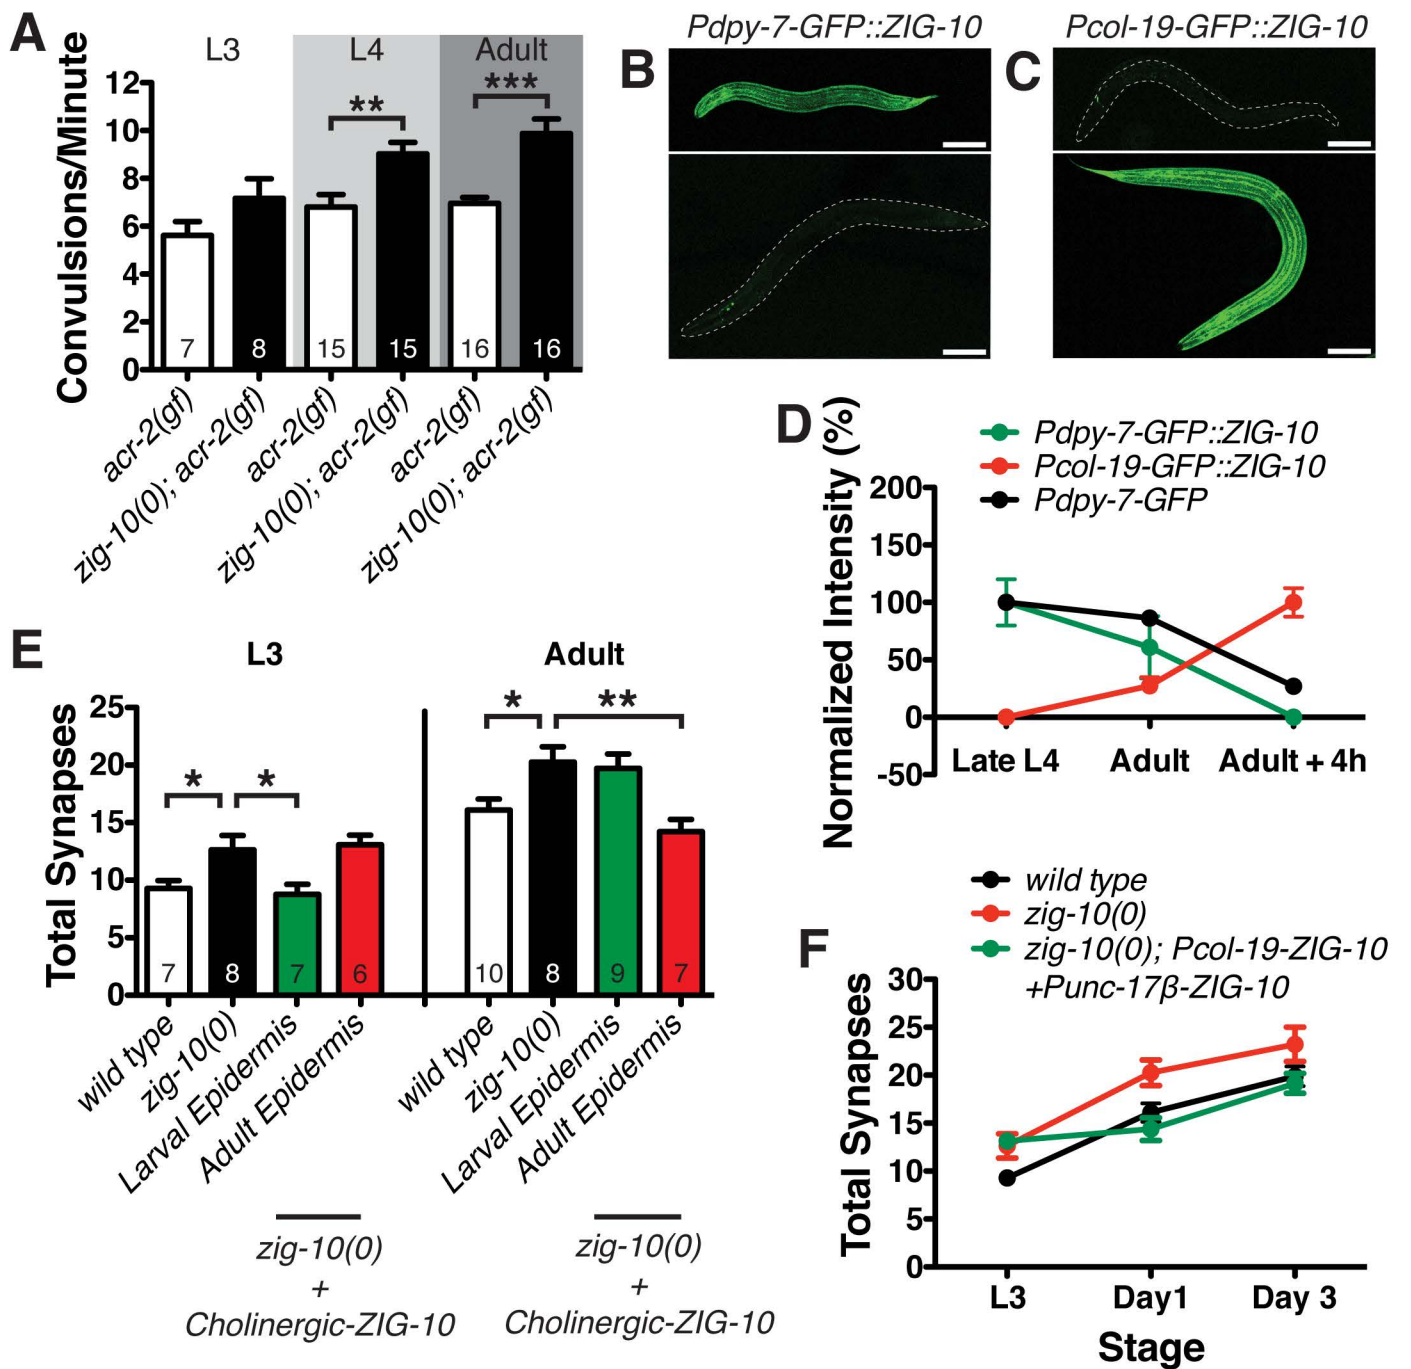 A
L3
L4
Adult
**
***
Convulsions/Minute
12
10
8
6
4
2
0
7
8
15
15
16
16
acr-2(gf)
zig-10(0); acr-2(gf)
acr-2(gf)
zig-10(0); acr-2(gf)
acr-2(gf)
zig-10(0); acr-2(gf)
Pdpy-7-GFP::ZIG-10
B
Pcol-19-GFP::ZIG-10
C
D
Pdpy-7-GFP::ZIG-10
Pcol-19-GFP::ZIG-10
Pdpy-7-GFP
Normalized Intensity (%)
200
150
100
50
0
-50
Late L4
Adult
Adult + 4h
E
L3
Adult
Total Synapses
25
20
15
10
5
0
*
*
*
**
7
8
7
6
10
8
9
7
wild type
zig-10(0)
Larval Epidermis
Adult Epidermis
wild type
zig-10(0)
Larval Epidermis
Adult Epidermis
zig-10(0)
+
Cholinergic-ZIG-10
zig-10(0)
+
Cholinergic-ZIG-10
F
wild type
zig-10(0)
zig-10(0); Pcol-19-ZIG-10
+Punc-17β-ZIG-10
Total Synapses
30
25
20
15
10
5
0
L3
Day1
Day 3
Stage